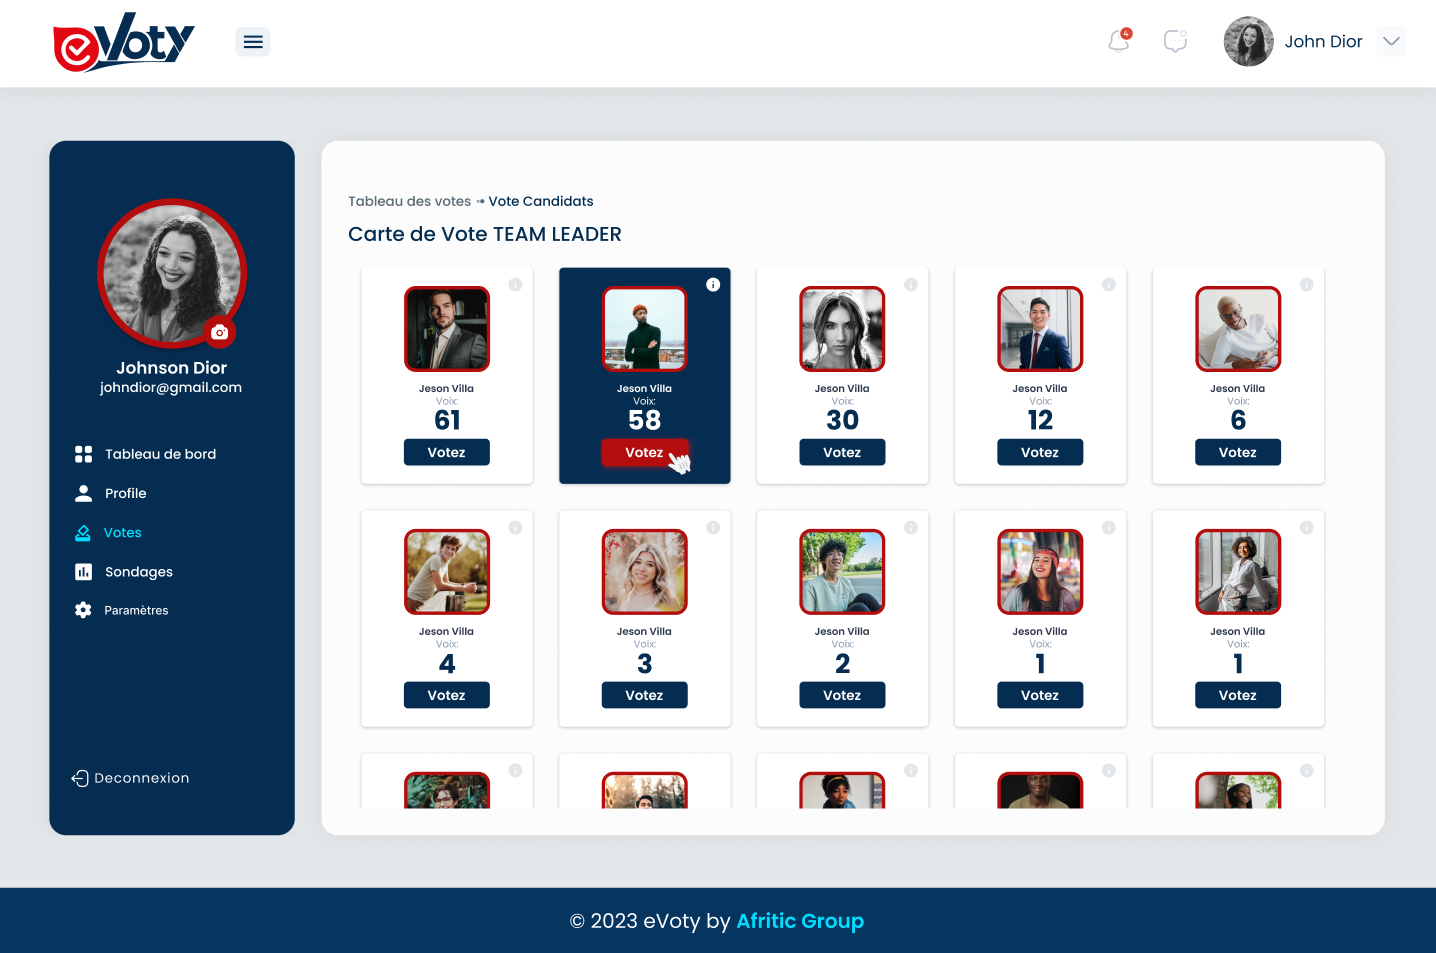 eVoty
4
John Dior
Johnson Dior
johndior@gmail.com
Tableau de bord
Profile
Votes
Sondages
Paramètres
Deconnexion
Tableau des votes Vote Candidats
Carte de Vote TEAM LEADER
Jeson Villa
Voix:
61
Votez
Jeson Villa
Voix:
58
Votez
Jeson Villa
Voix:
30
Votez
Jeson Villa
Voix:
12
Votez
Jeson Villa
Voix:
6
Votez
Jeson Villa
Voix:
4
Votez
Jeson Villa
Voix:
3
Votez
Jeson Villa
Voix:
2
Votez
Jeson Villa
Voix:
1
Votez
Jeson Villa
Voix:
1
Votez
© 2023 eVoty by Afritic Group